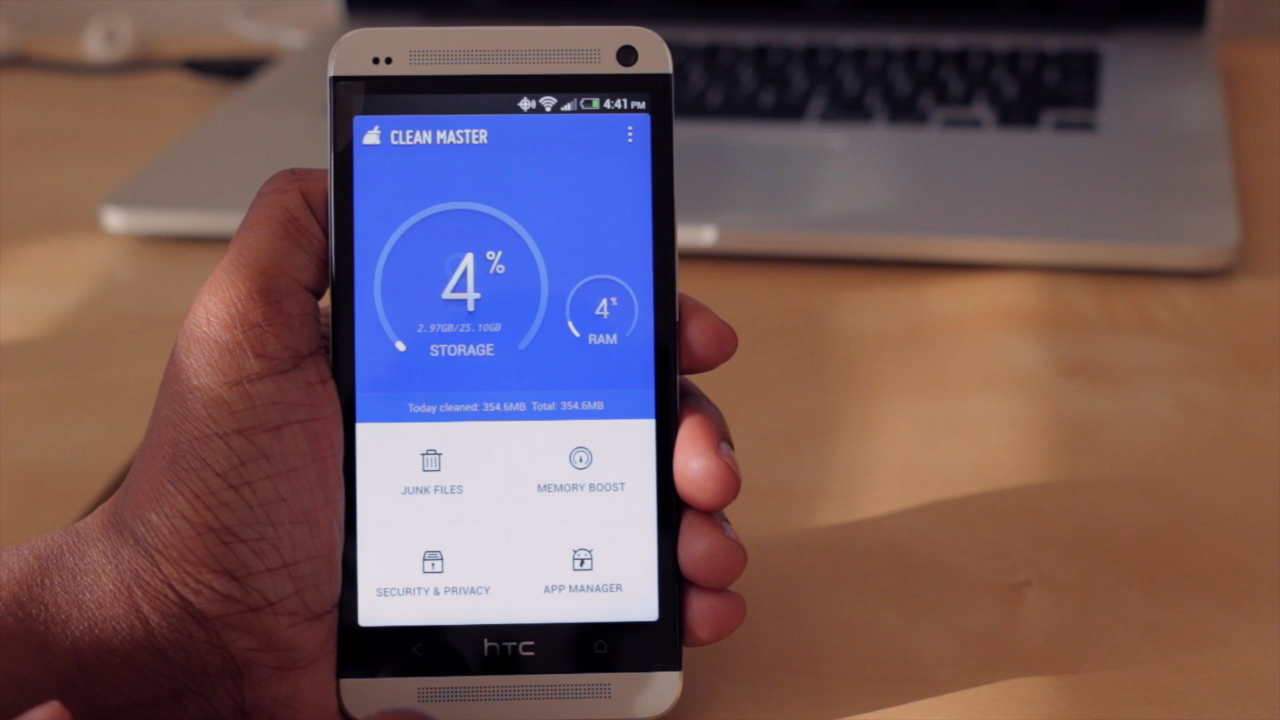 4:41 PM
CLEAN MASTER
4%
2.97GB/25.10GB
STORAGE
4%
RAM
Today cleaned: 354.6MB Total: 354.6MB
JUNK FILES
MEMORY BOOST
SECURITY & PRIVACY
APP MANAGER
hTC